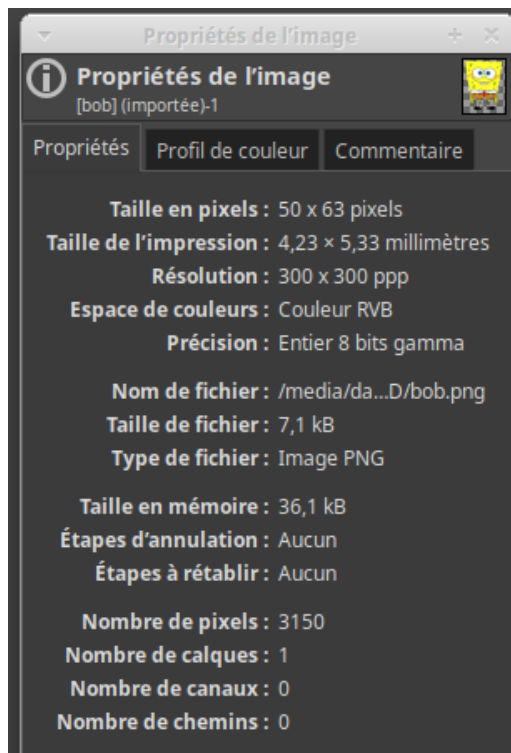 Propriétés de l'image
Propriétés de l'image
[bob] (importée)-1
Propriétés Profil de couleur Commentaire
Taille en pixels : 50 x 63 pixels
Taille de l'impression : 4,23 × 5,33 millimètres
Résolution : 300 x 300 ppp
Espace de couleurs : Couleur RVB
Précision : Entier 8 bits gamma
Nom de fichier : /media/da...D/bob.png
Taille de fichier : 7,1 kB
Type de fichier : Image PNG
Taille en mémoire : 36,1 kB
Étapes d'annulation : Aucun
Étapes à rétablir : Aucun
Nombre de pixels : 3150
Nombre de calques : 1
Nombre de canaux : 0
Nombre de chemins : 0